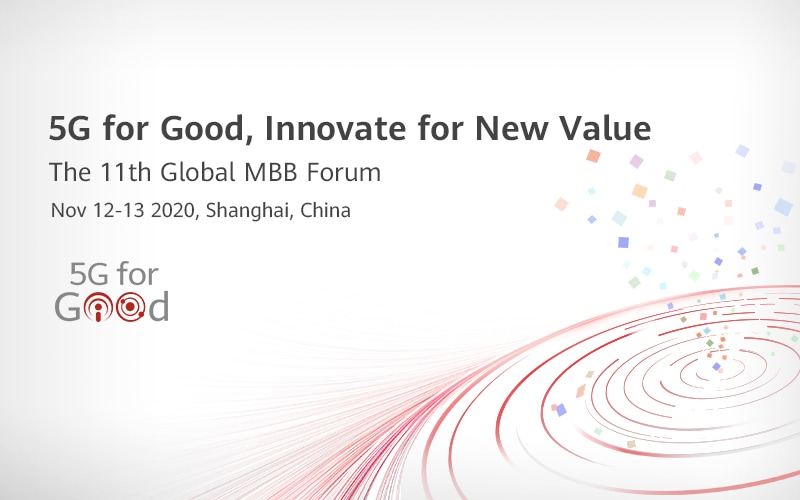 5G for Good, Innovate for New Value
The 11th Global MBB Forum
Nov 12-13 2020, Shanghai, China
5G for
Good